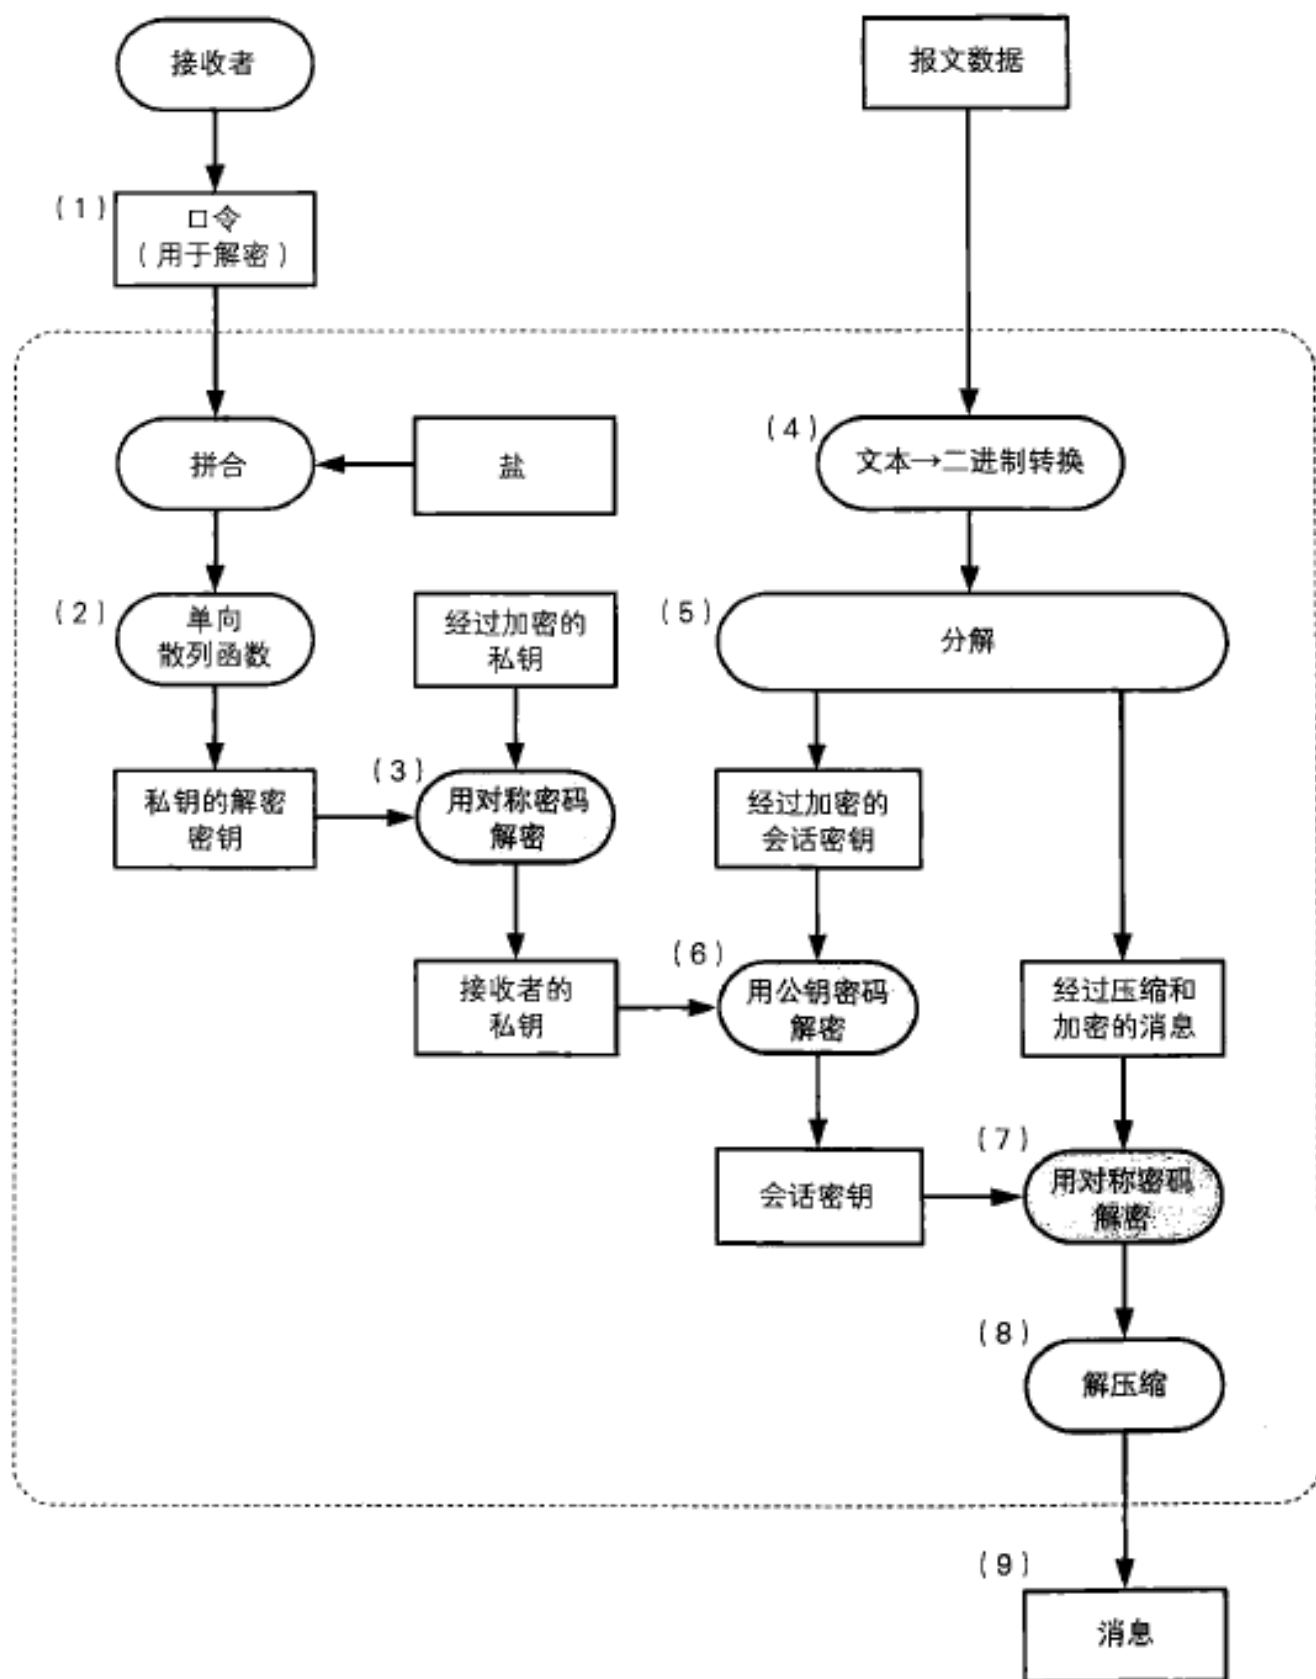 接收者
报文数据
(1)
口令
(用于解密)
拼合
盐
(4)
文本→二进制转换
(2)
单向
散列函数
经过加密的
私钥
(5)
分解
私钥的解密
密钥
(3)
用对称密码
解密
经过加密的
会话密钥
接收者的
私钥
(6)
用公钥密码
解密
经过压缩和
加密的消息
会话密钥
(7)
用对称密码
解密
(8)
解压缩
(9)
消息